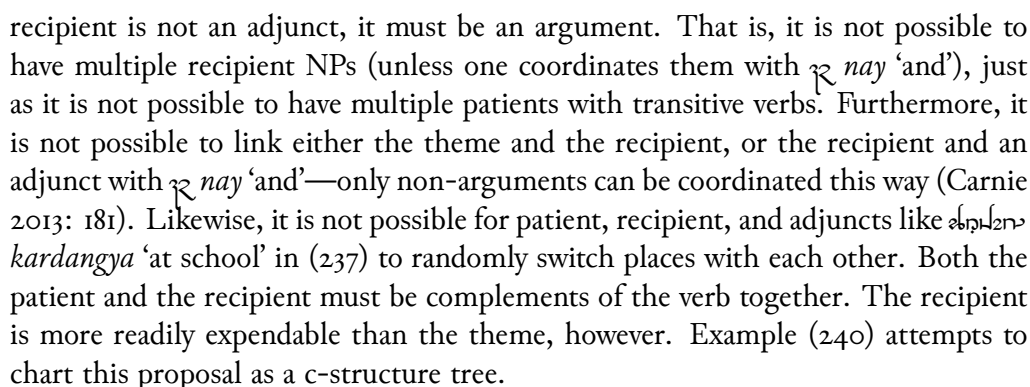 recipient is not an adjunct, it must be an argument. That is, it is not possible to
have multiple recipient NPs (unless one coordinates them with nay ‘and’), just
as it is not possible to have multiple patients with transitive verbs. Furthermore, it
is not possible to link either the theme and the recipient, or the recipient and an
adjunct with nay ‘and’—only non-arguments can be coordinated this way (Carnie
2013: 181). Likewise, it is not possible for patient, recipient, and adjuncts like
kardangya ‘at school’ in (237) to randomly switch places with each other. Both the
patient and the recipient must be complements of the verb together. The recipient
is more readily expendable than the theme, however. Example (240) attempts to
chart this proposal as a c-structure tree.